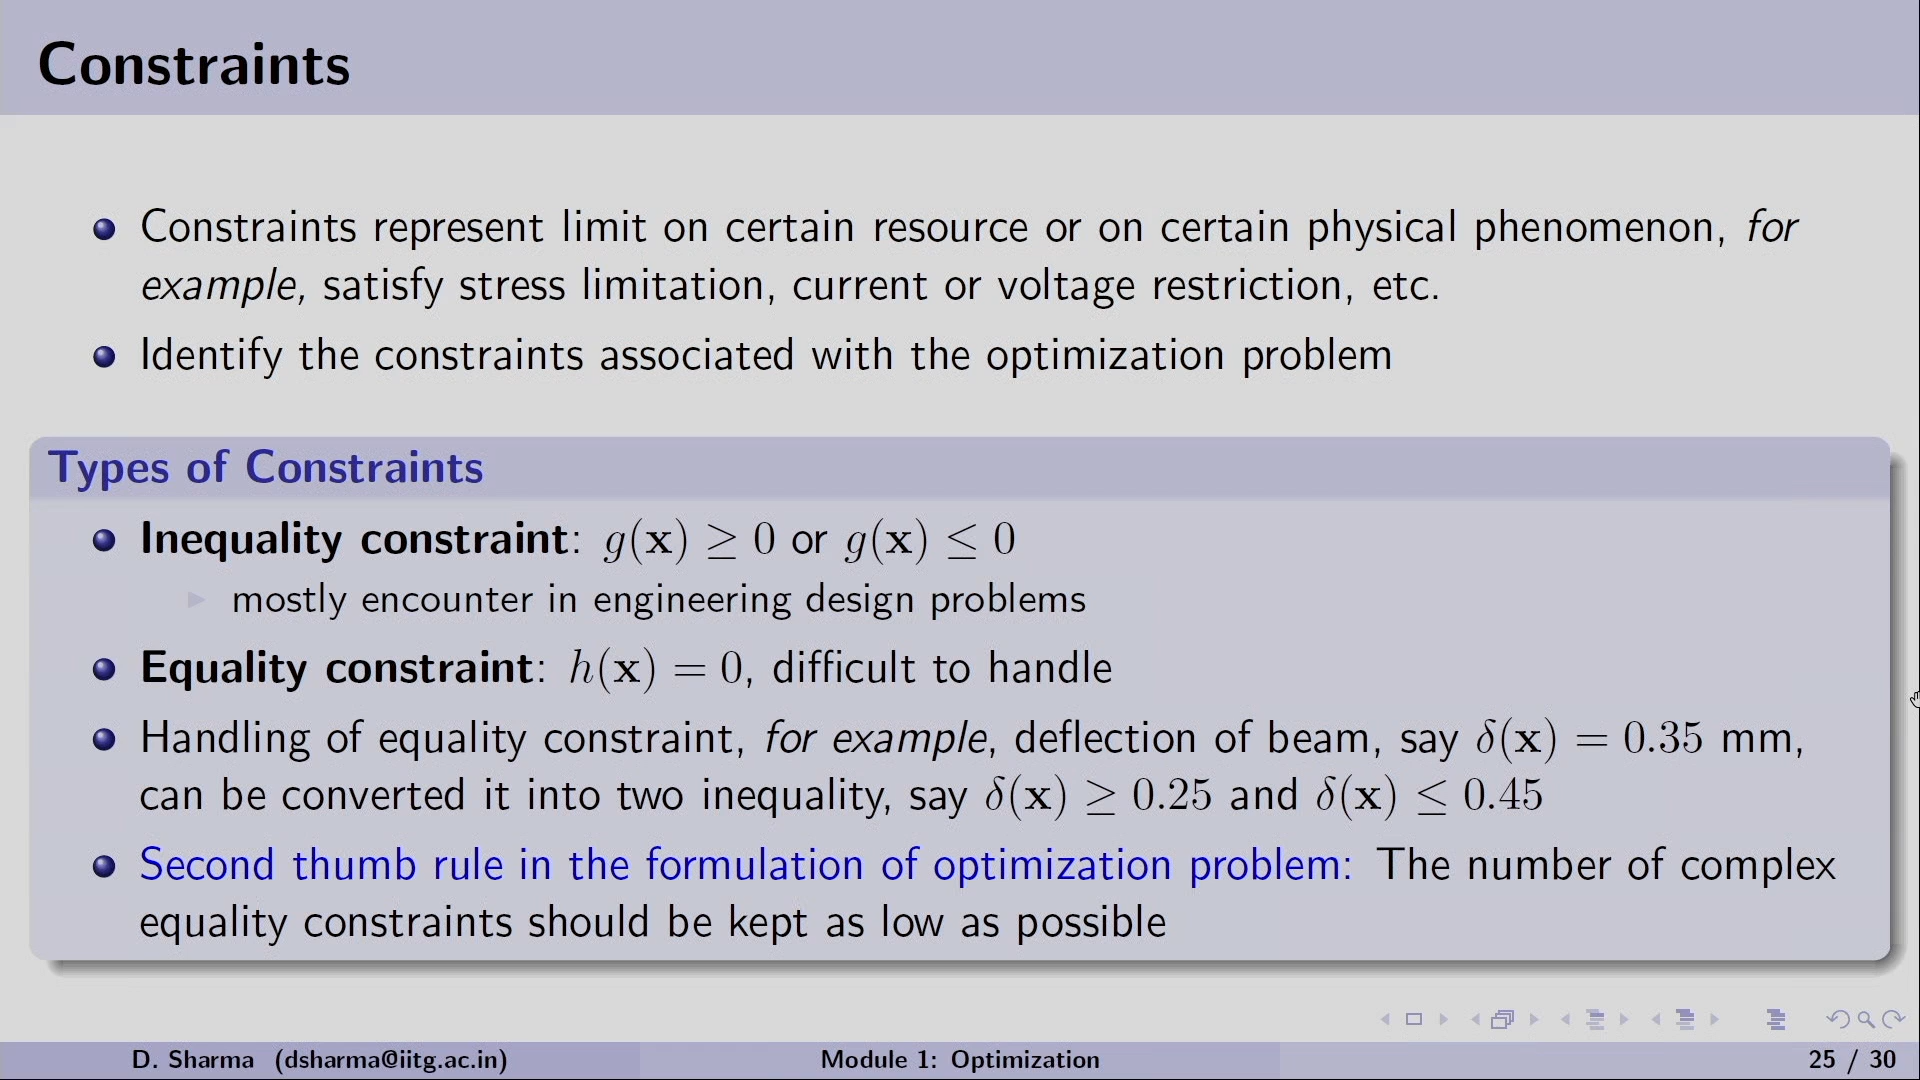 Constraints
Constraints represent limit on certain resource or on certain physical phenomenon, for
example, satisfy stress limitation, current or voltage restriction, etc.
Identify the constraints associated with the optimization problem
Types of Constraints
Inequality constraint: g(x) ≥ 0 or g(x) ≤ 0
mostly encounter in engineering design problems
Equality constraint: h(x) = 0, difficult to handle
Handling of equality constraint, for example, deflection of beam, say δ(x) = 0.35 mm,
can be converted it into two inequality, say δ(x) ≥ 0.25 and δ(x) ≤ 0.45
Second thumb rule in the formulation of optimization problem: The number of complex
equality constraints should be kept as low as possible
D. Sharma (dsharma@iitg.ac.in) Module 1: Optimization 25 / 30